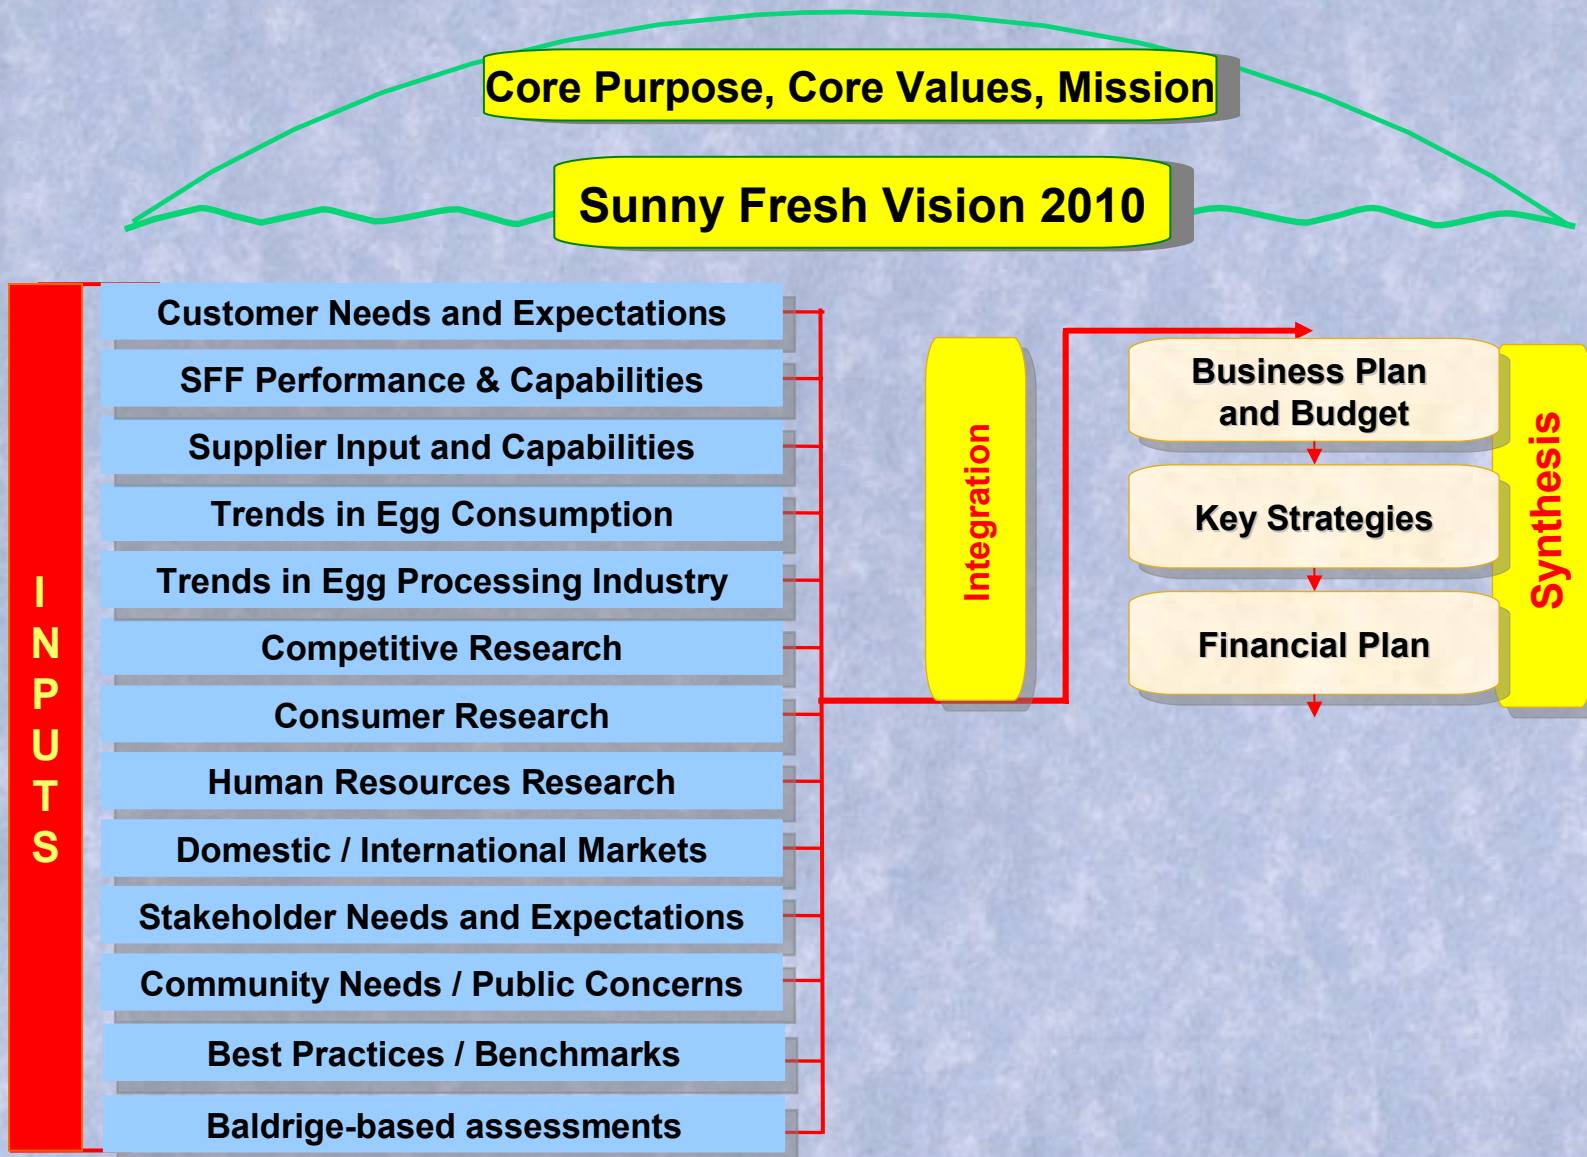 Core Purpose, Core Values, Mission
Sunny Fresh Vision 2010
INPUTS
Customer Needs and Expectations
SFF Performance & Capabilities
Supplier Input and Capabilities
Trends in Egg Consumption
Trends in Egg Processing Industry
Competitive Research
Consumer Research
Human Resources Research
Domestic / International Markets
Stakeholder Needs and Expectations
Community Needs / Public Concerns
Best Practices / Benchmarks
Baldrige-based assessments
Integration
Business Plan
and Budget
Key Strategies
Financial Plan
Synthesis